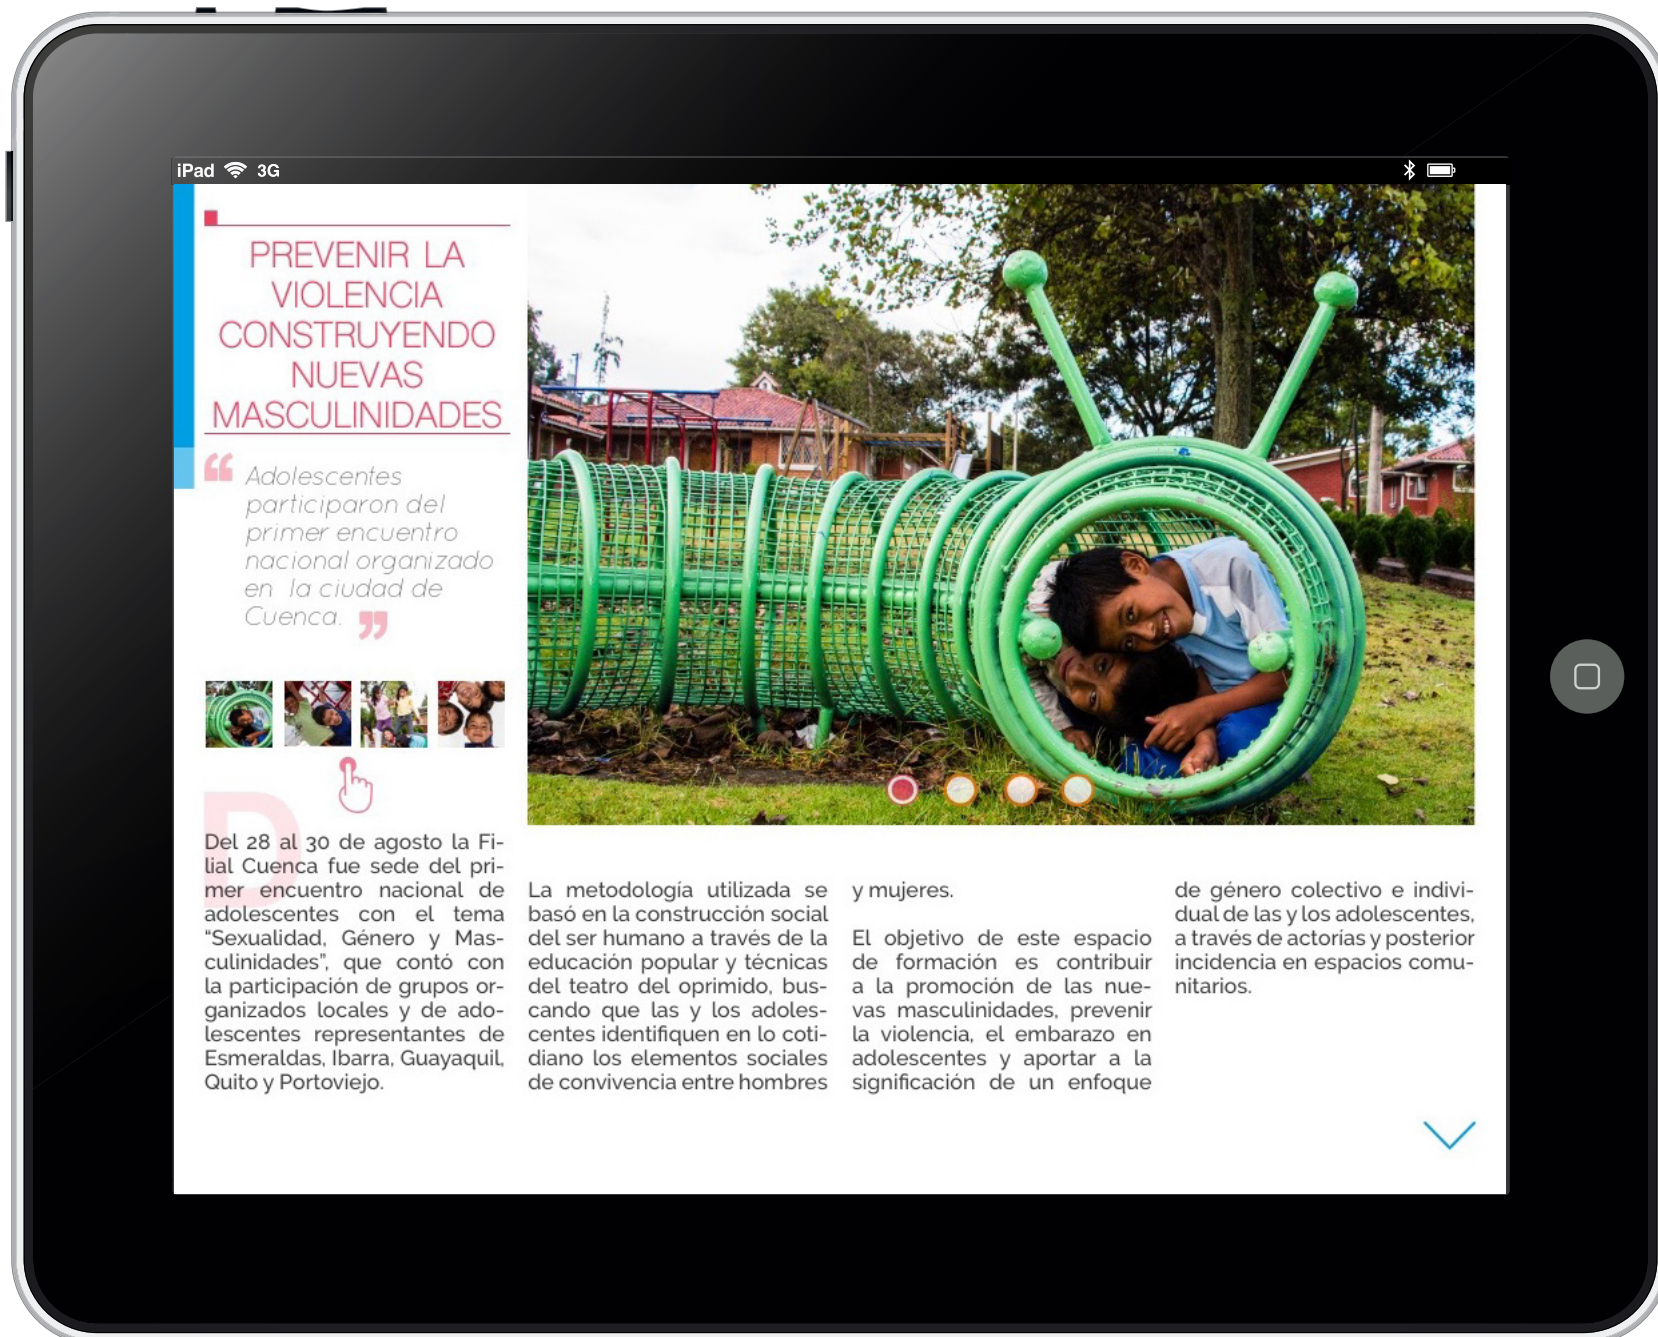 iPad 3G
PREVENIR LA
VIOLENCIA
CONSTRUYENDO
NUEVAS
MASCULINIDADES
“ Adolescentes
participaron del
primer encuentro
nacional organizado
en la ciudad de
Cuenca. ”
D
Del 28 al 30 de agosto la Fi-
lial Cuenca fue sede del pri-
mer encuentro nacional de
adolescentes con el tema
“Sexualidad, Género y Mas-
culinidades”, que contó con
la participación de grupos or-
ganizados locales y de ado-
lescentes representantes de
Esmeraldas, Ibarra, Guayaquil,
Quito y Portoviejo.
La metodología utilizada se
basó en la construcción social
del ser humano a través de la
educación popular y técnicas
del teatro del oprimido, bus-
cando que las y los adoles-
centes identifiquen en lo coti-
diano los elementos sociales
de convivencia entre hombres
y mujeres.
El objetivo de este espacio
de formación es contribuir
a la promoción de las nue-
vas masculinidades, prevenir
la violencia, el embarazo en
adolescentes y aportar a la
significación de un enfoque
de género colectivo e indivi-
dual de las y los adolescentes,
a través de actorías y posterior
incidencia en espacios comu-
nitarios.